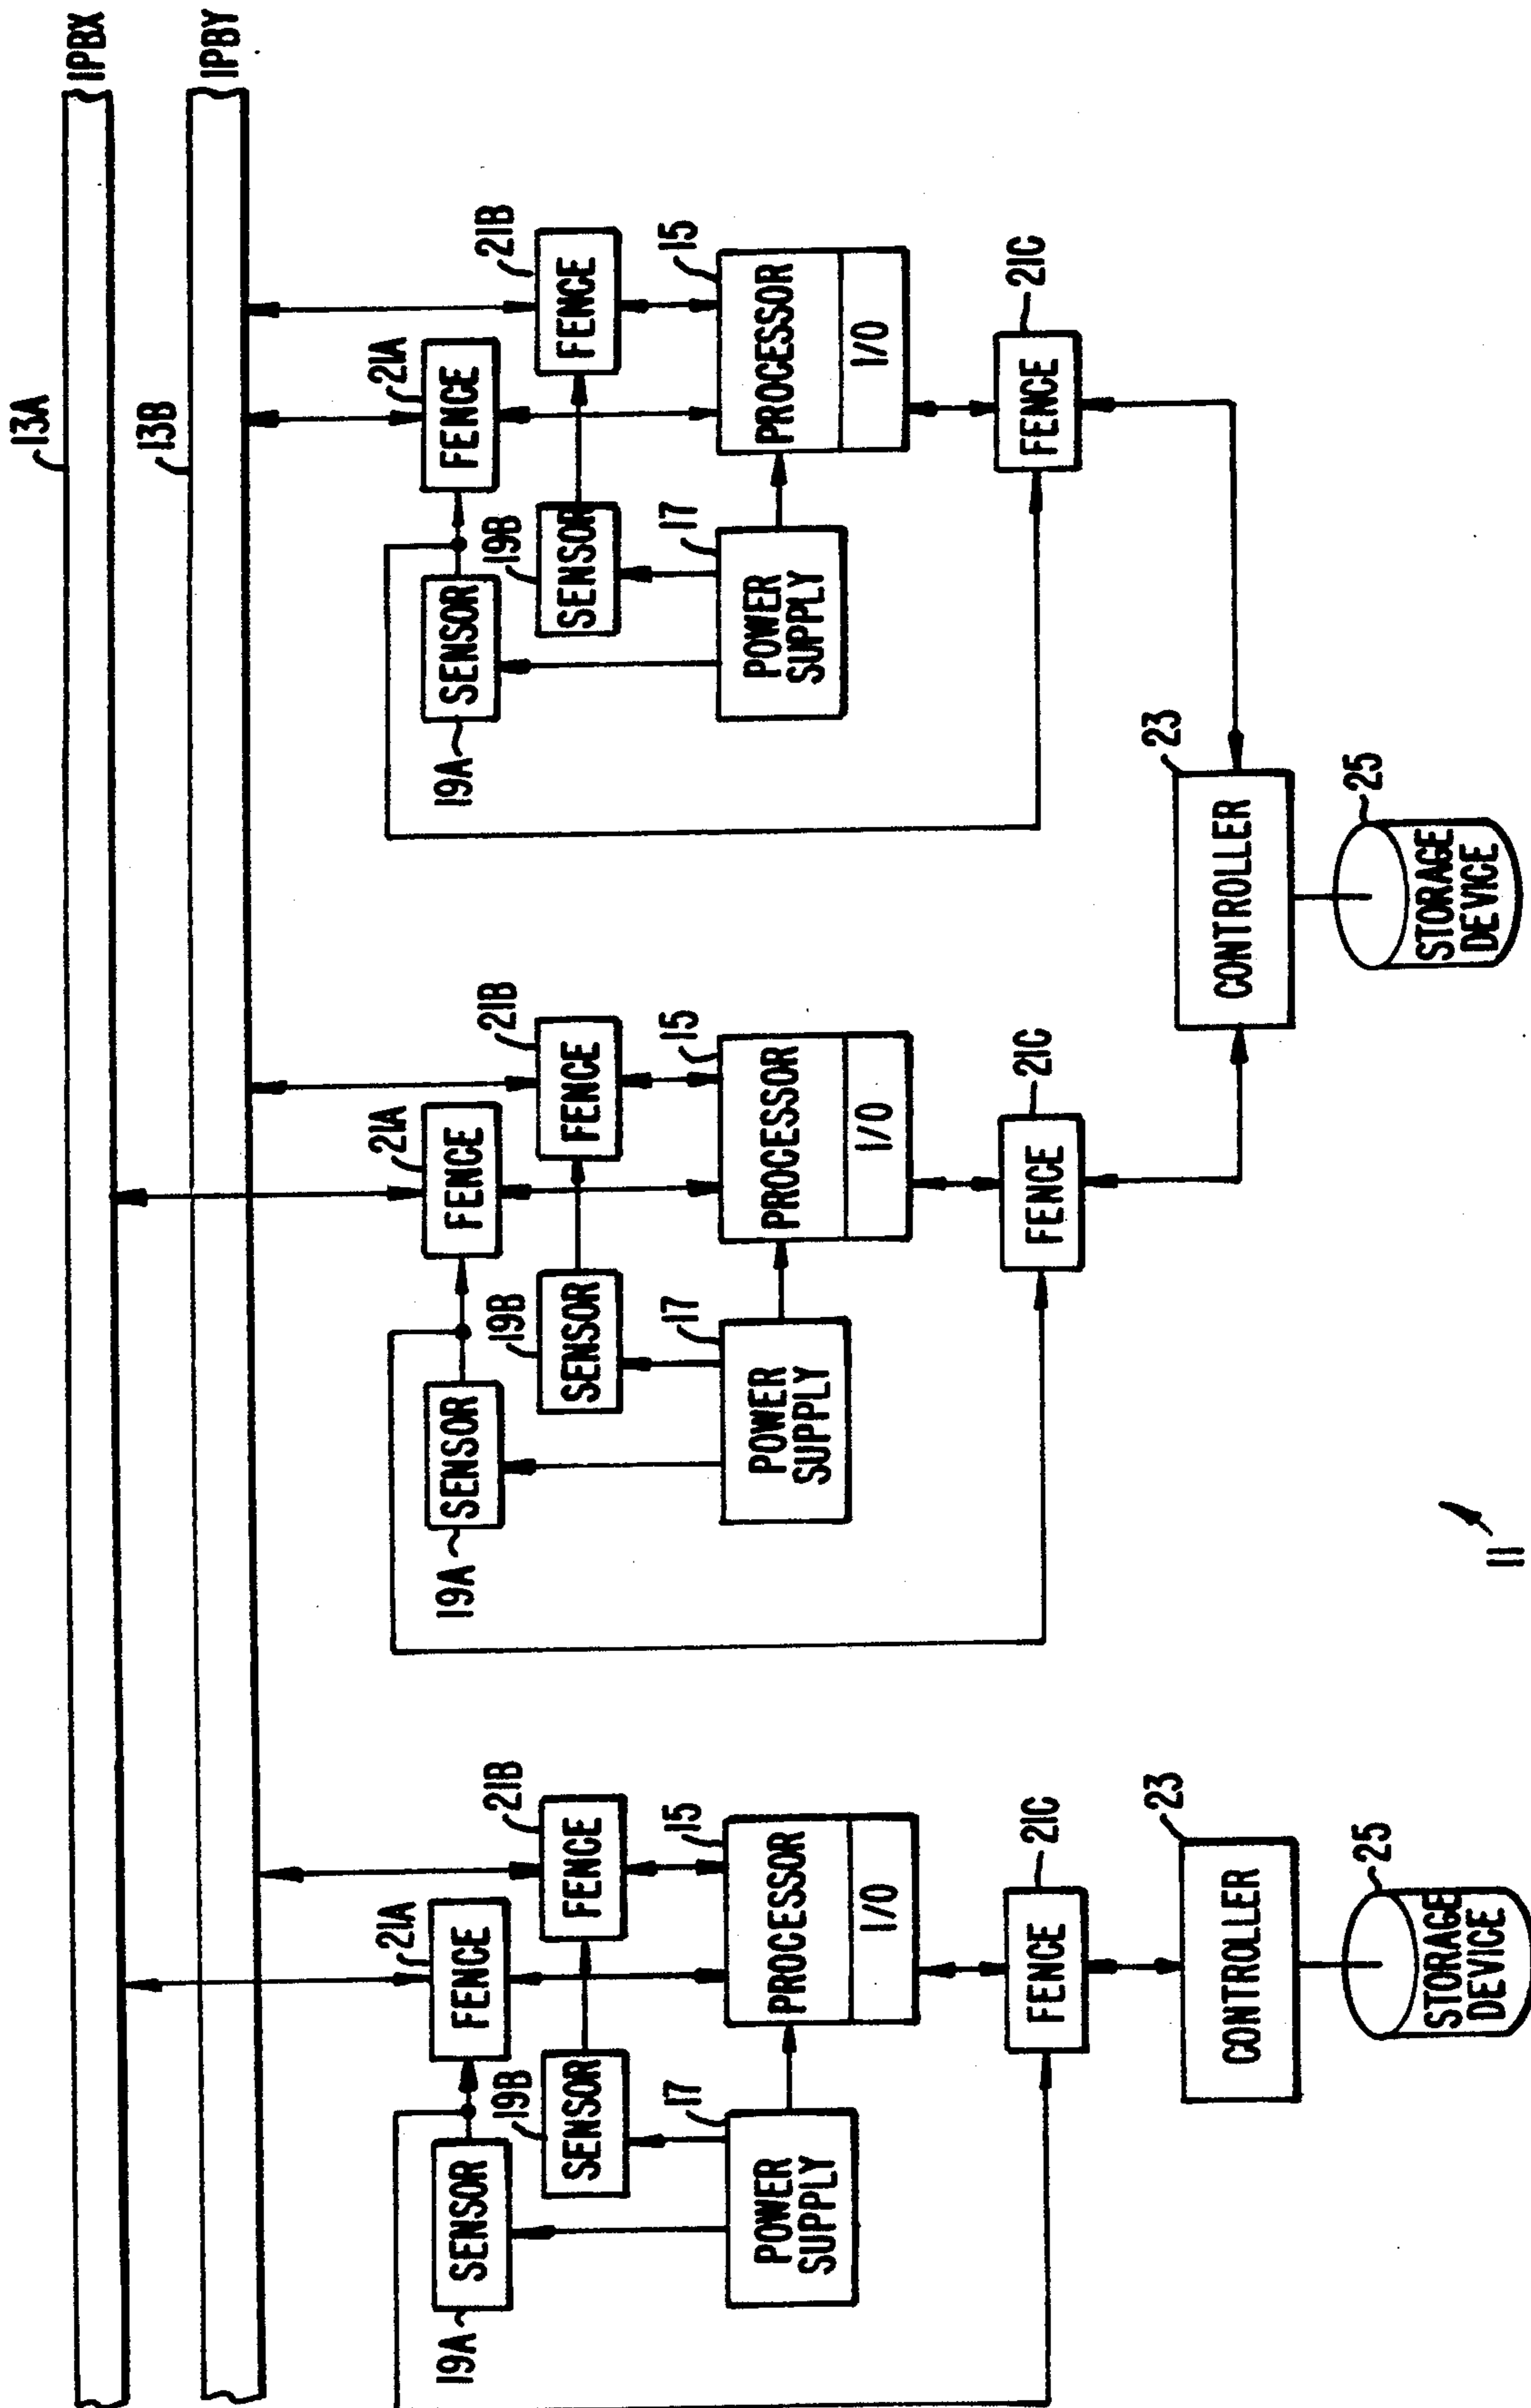 13A
IPBX
13B
IPBY
21A
FENCE
21B
FENCE
19A
SENSOR
19B
SENSOR
17
POWER
SUPPLY
15
PROCESSOR
I/O
21C
FENCE
23
CONTROLLER
25
STORAGE
DEVICE
21A
FENCE
21B
FENCE
19A
SENSOR
19B
SENSOR
17
POWER
SUPPLY
15
PROCESSOR
I/O
21C
FENCE
21A
FENCE
21B
FENCE
19A
SENSOR
19B
SENSOR
17
POWER
SUPPLY
15
PROCESSOR
I/O
21C
FENCE
23
CONTROLLER
25
STORAGE
DEVICE
11